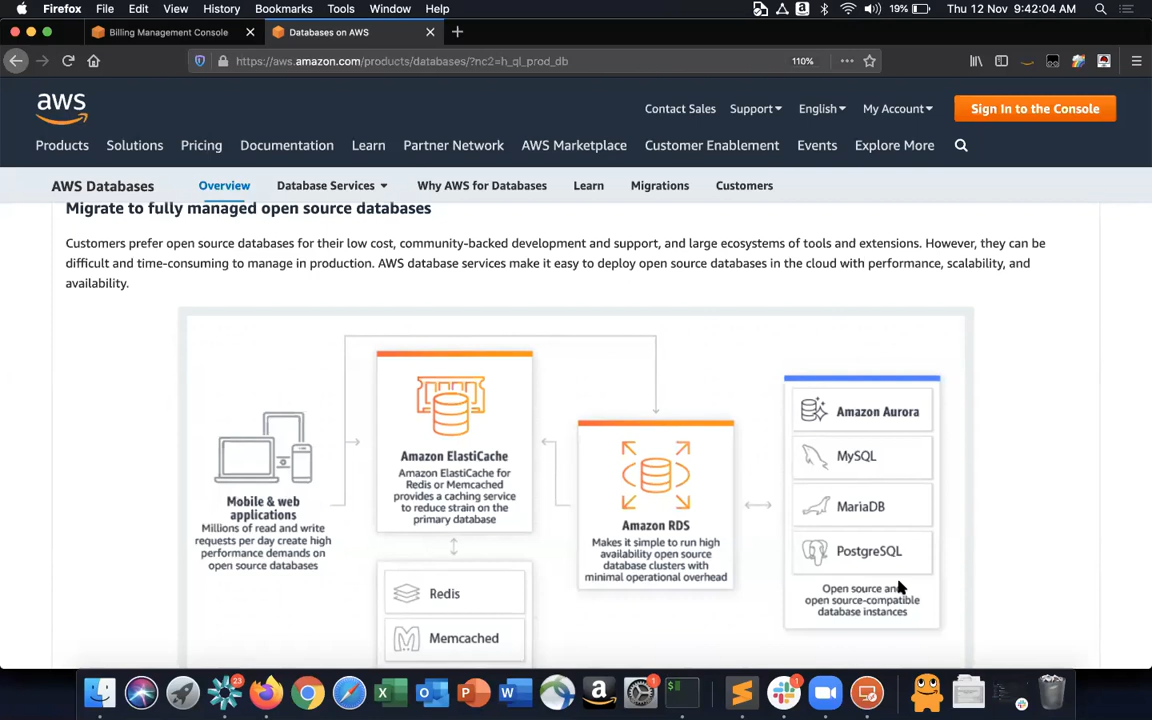 Firefox File Edit View History Bookmarks Tools Window Help 19% Thu 12 Nov 9:42:04 AM
Billing Management Console Databases on AWS
https://aws.amazon.com/products/databases/?nc2=h_ql_prod_db 110%
aws Contact Sales Support English My Account Sign In to the Console
Products Solutions Pricing Documentation Learn Partner Network AWS Marketplace Customer Enablement Events Explore More
AWS Databases Overview Database Services Why AWS for Databases Learn Migrations Customers
Migrate to fully managed open source databases
Customers prefer open source databases for their low cost, community-backed development and support, and large ecosystems of tools and extensions. However, they can be
difficult and time-consuming to manage in production. AWS database services make it easy to deploy open source databases in the cloud with performance, scalability, and
availability.
Mobile & web
applications
Millions of read and write
requests per day create high
performance demands on
open source databases
Amazon ElastiCache
Amazon ElastiCache for
Redis or Memcached
provides a caching service
to reduce strain on the
primary database
Redis
Memcached
Amazon RDS
Makes it simple to run high
availability open source
database clusters with
minimal operational overhead
Amazon Aurora
MySQL
MariaDB
PostgreSQL
Open source and
open source-compatible
database instances
23 1 1